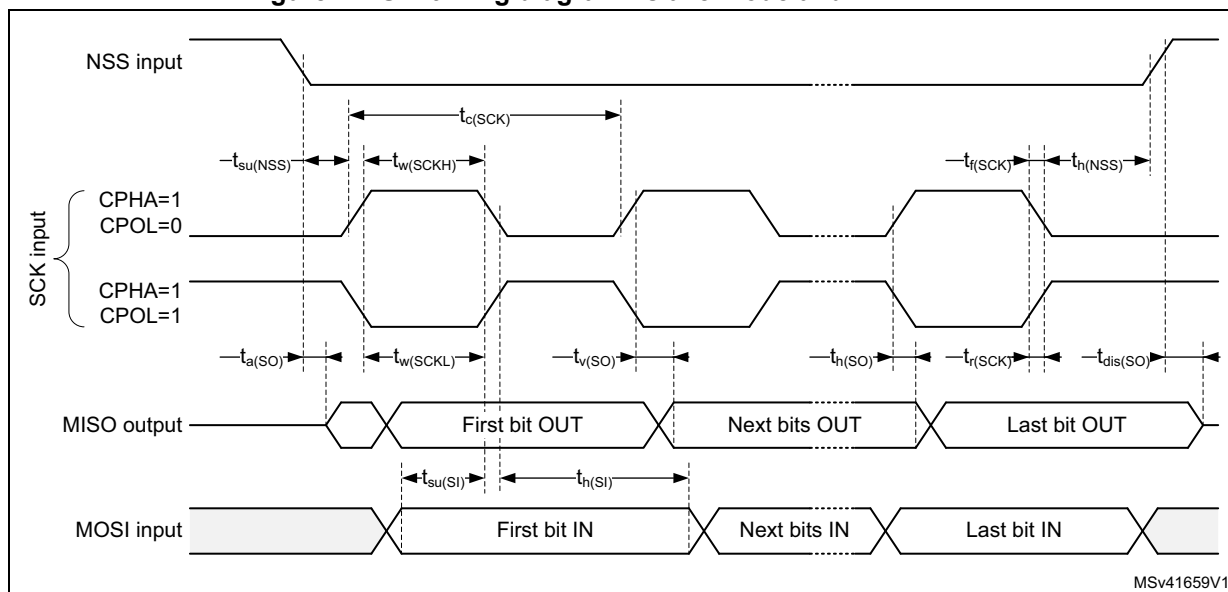 NSS input
tc(SCK)
tsu(NSS) tw(SCKH) tf(SCK) th(NSS)
SCK input
CPHA=1
CPOL=0
CPHA=1
CPOL=1
ta(SO) tw(SCKL) tv(SO) th(SO) tr(SCK) tdis(SO)
MISO output First bit OUT Next bits OUT Last bit OUT
tsu(SI) th(SI)
MOSI input First bit IN Next bits IN Last bit IN
MSv41659V1